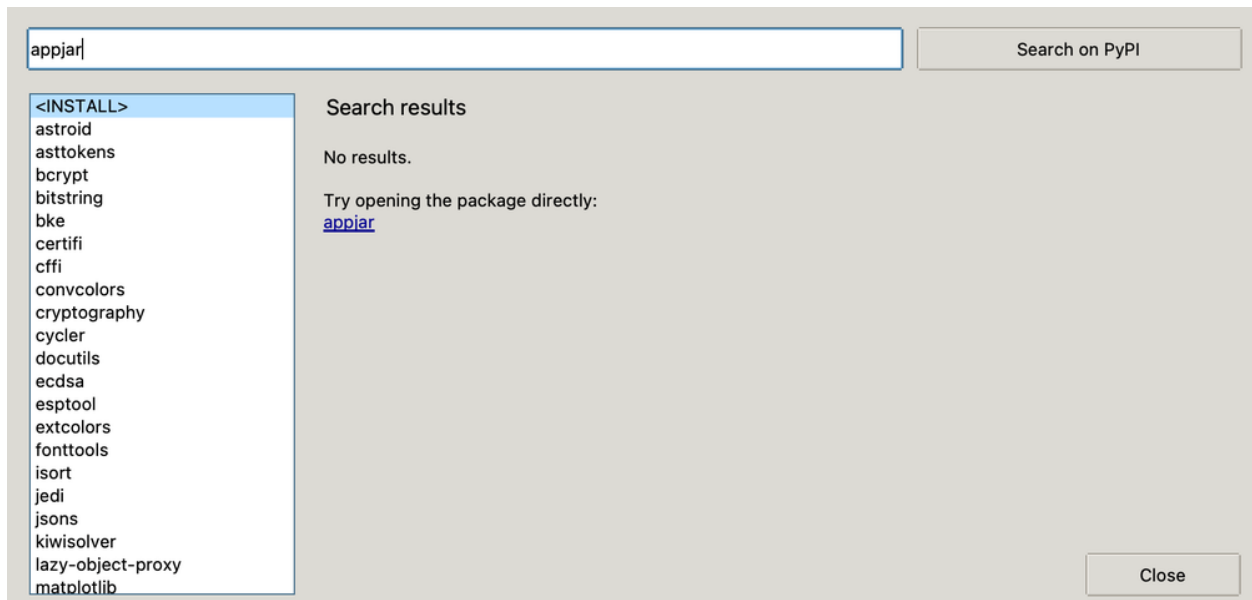 appjar
Search on PyPI
<INSTALL>
astroid
asttokens
bcrypt
bitstring
bke
certifi
cffi
convcolors
cryptography
cycler
docutils
ecdsa
esptool
extcolors
fonttools
isort
jedi
jsons
kiwisolver
lazy-object-proxy
matplotlib
Search results
No results.
Try opening the package directly:
appjar
Close